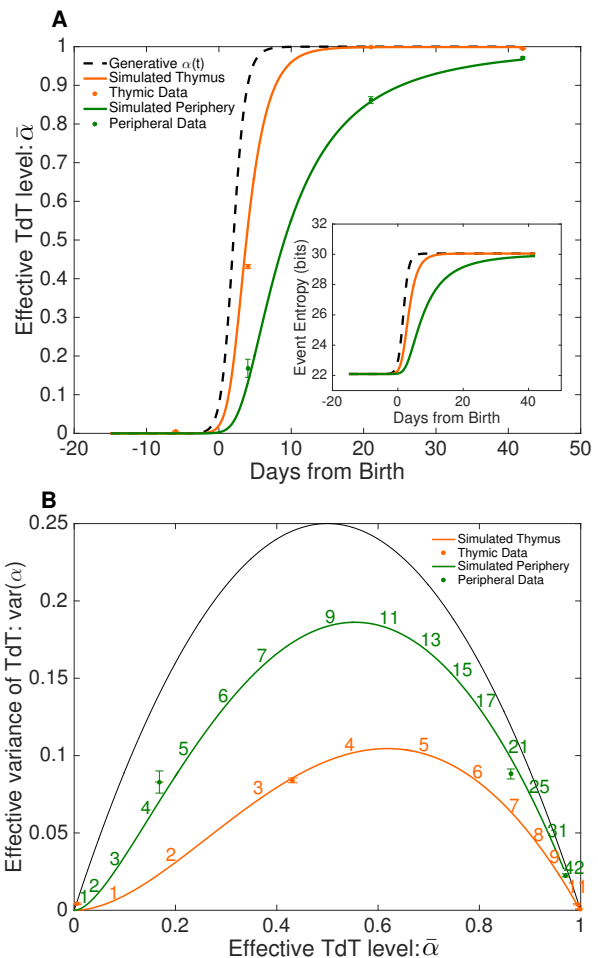 A
Generative α(t)
Simulated Thymus
Thymic Data
Simulated Periphery
Peripheral Data
Effective TdT level: ᾱ
1
0.9
0.8
0.7
0.6
0.5
0.4
0.3
0.2
0.1
0
-20 -10 0 10 20 30 40 50
Days from Birth
Event Entropy (bits)
32
30
28
26
24
22
-20 0 20 40
Days from Birth
B
Simulated Thymus
Thymic Data
Simulated Periphery
Peripheral Data
Effective variance of TdT: var(α)
0.25
0.2
0.15
0.1
0.05
0
1 2 3 4 5 6 7 9 11 13 15 17 21 25 31 42
1 2 3 4 5 6 7 8 9 11
0 0.2 0.4 0.6 0.8 1
Effective TdT level: ᾱ